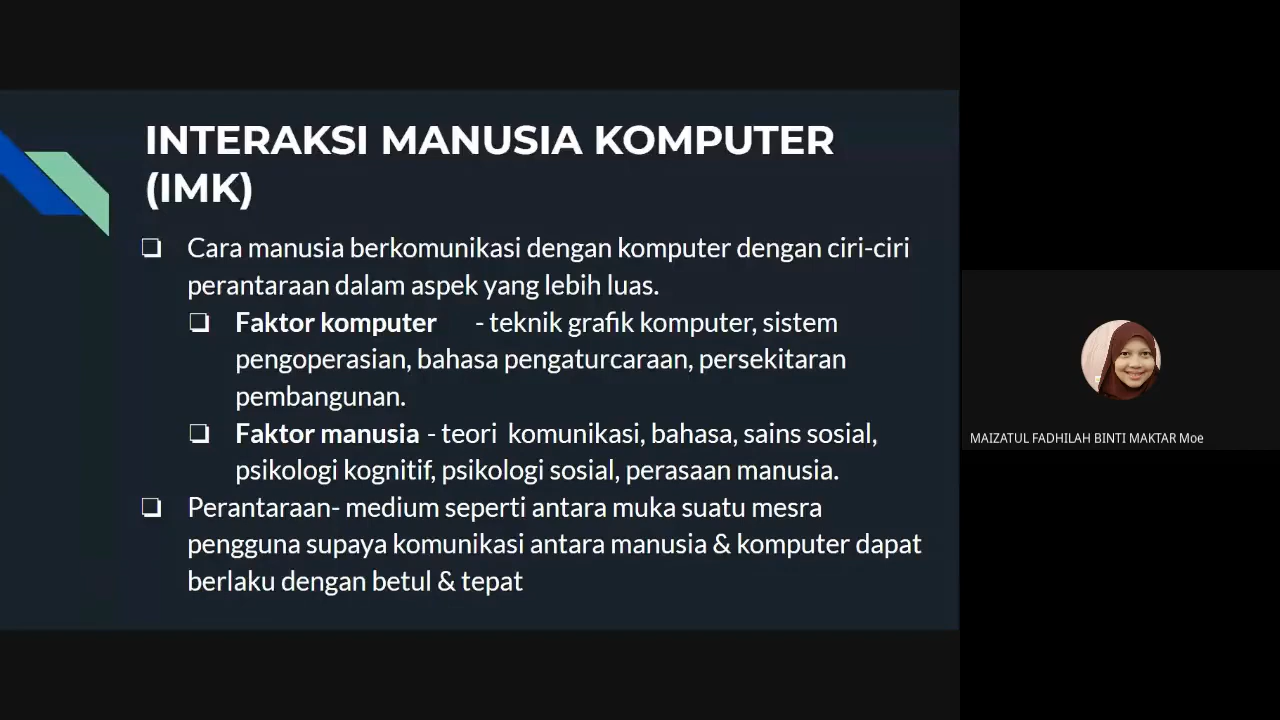 INTERAKSI MANUSIA KOMPUTER
(IMK)
Cara manusia berkomunikasi dengan komputer dengan ciri-ciri
perantaraan dalam aspek yang lebih luas.
Faktor komputer - teknik grafik komputer, sistem
pengoperasian, bahasa pengaturcaraan, persekitaran
pembangunan.
Faktor manusia - teori komunikasi, bahasa, sains sosial,
psikologi kognitif, psikologi sosial, perasaan manusia.
Perantaraan- medium seperti antara muka suatu mesra
pengguna supaya komunikasi antara manusia & komputer dapat
berlaku dengan betul & tepat
MAIZATUL FADHILAH BINTI MAKTAR Moe